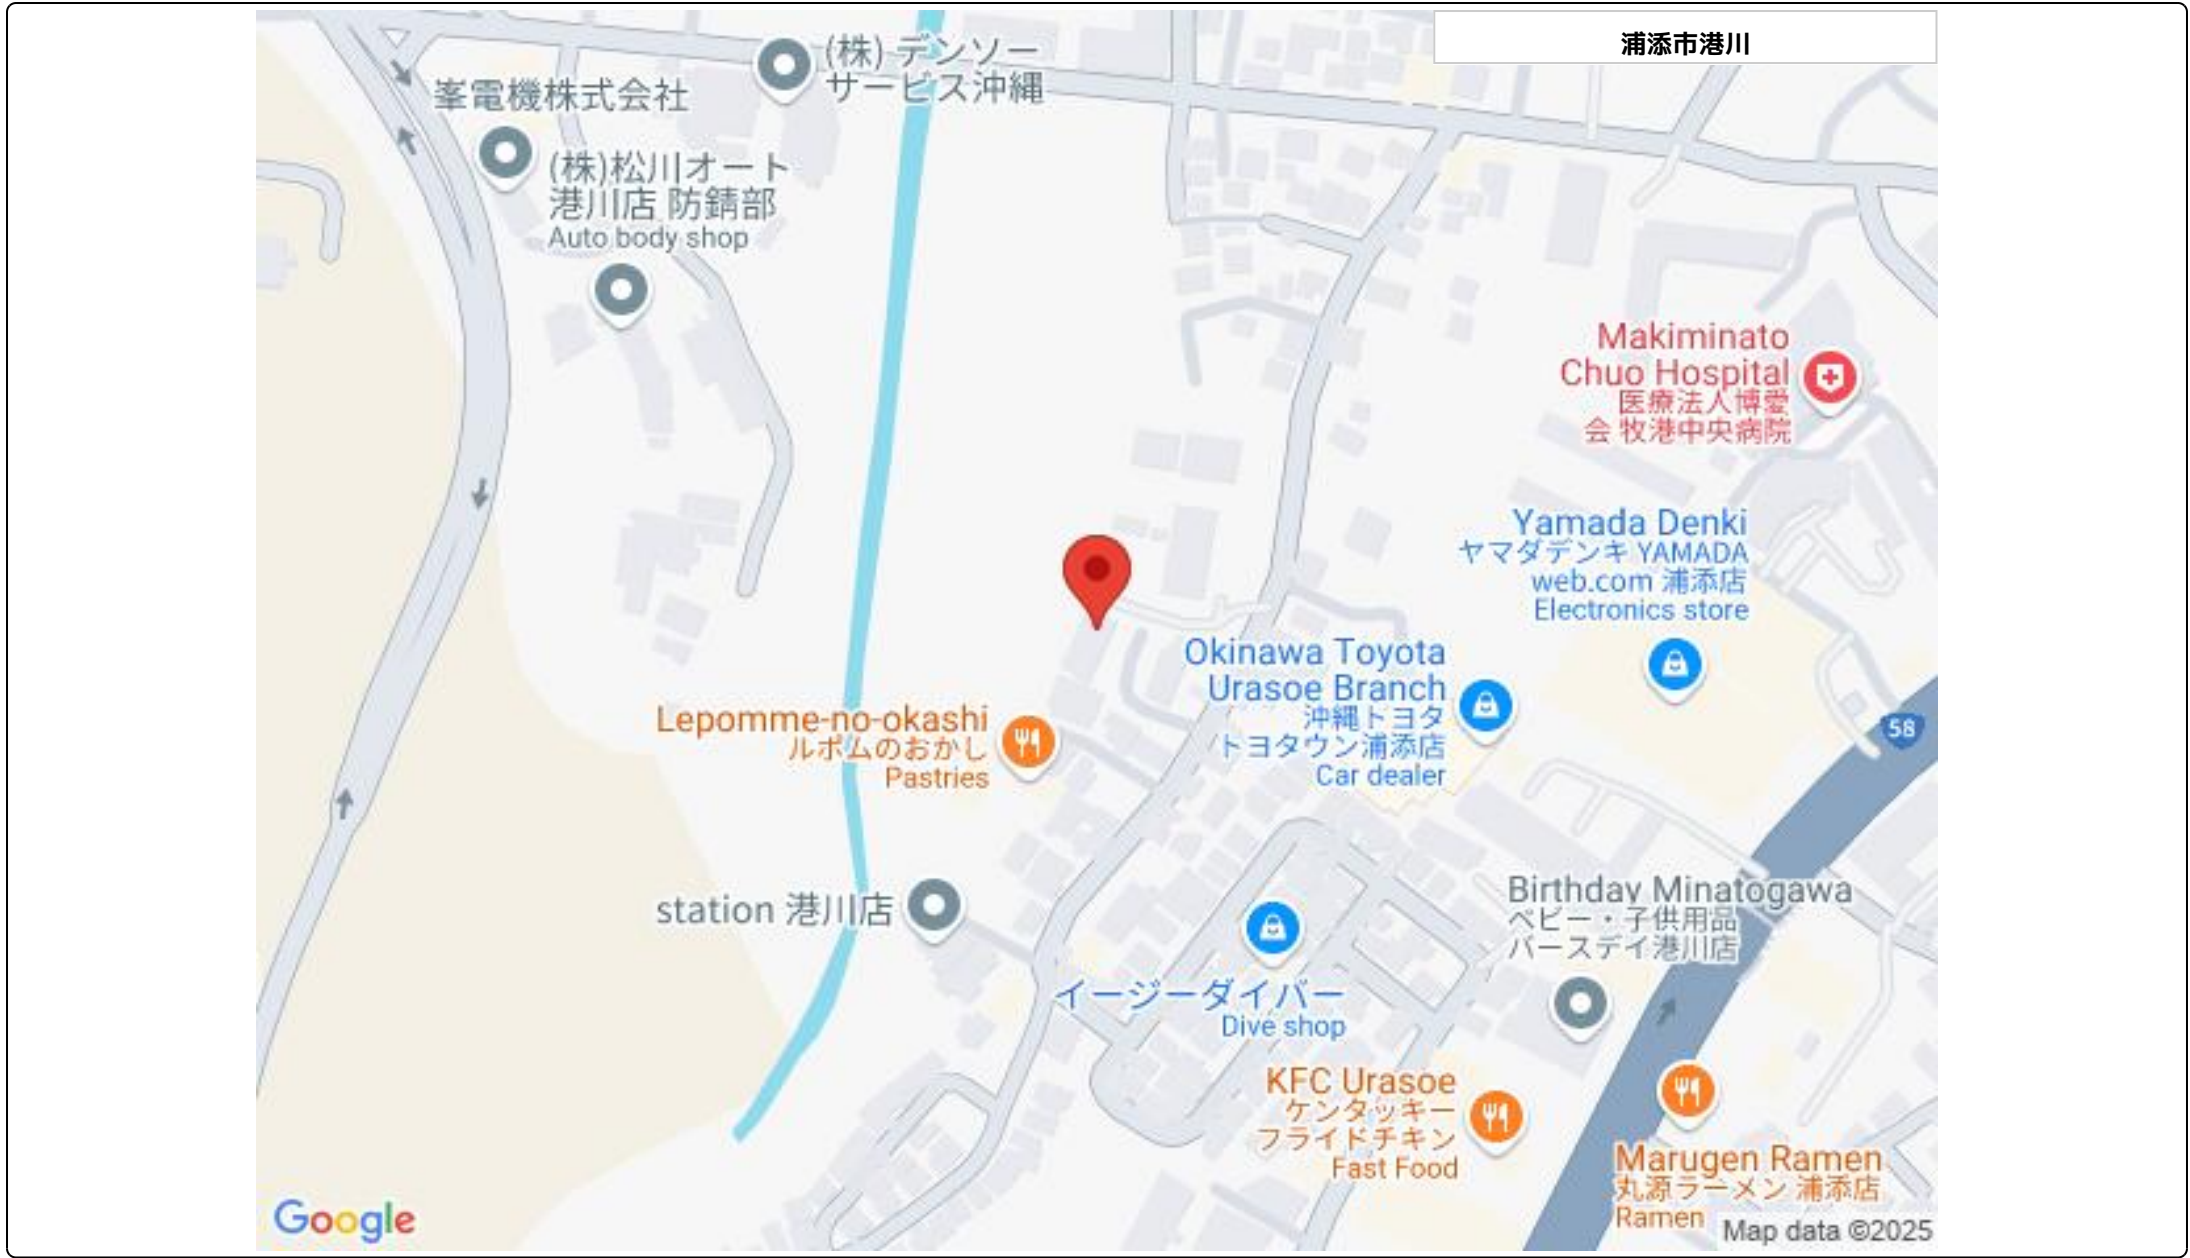 浦添市港川
(株) デンソー
サービス沖縄
峯電機株式会社
(株)松川オート
港川店 防錆部
Auto body shop
Makiminato
Chuo Hospital
医療法人博愛
会 牧港中央病院
Yamada Denki
ヤマダデンキ YAMADA
web.com 浦添店
Electronics store
Okinawa Toyota
Urasoe Branch
沖縄トヨタ
トヨタウン浦添店
Car dealer
58
Lepomme-no-okashi
ルポムのおかし
Pastries
station 港川店
Birthday Minatogawa
ベビー・子供用品
バースデイ港川店
イージーダイバー
Dive shop
KFC Urasoe
ケンタッキー
フライドチキン
Fast Food
Marugen Ramen
丸源ラーメン 浦添店
Ramen
Google
Map data ©2025